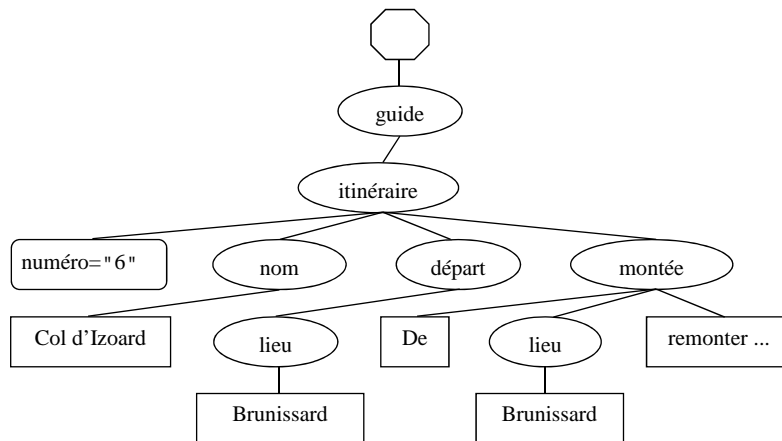 guide
itinéraire
numéro="6"
nom
départ
montée
Col d'Izoard
lieu
De
lieu
remonter ...
Brunissard
Brunissard